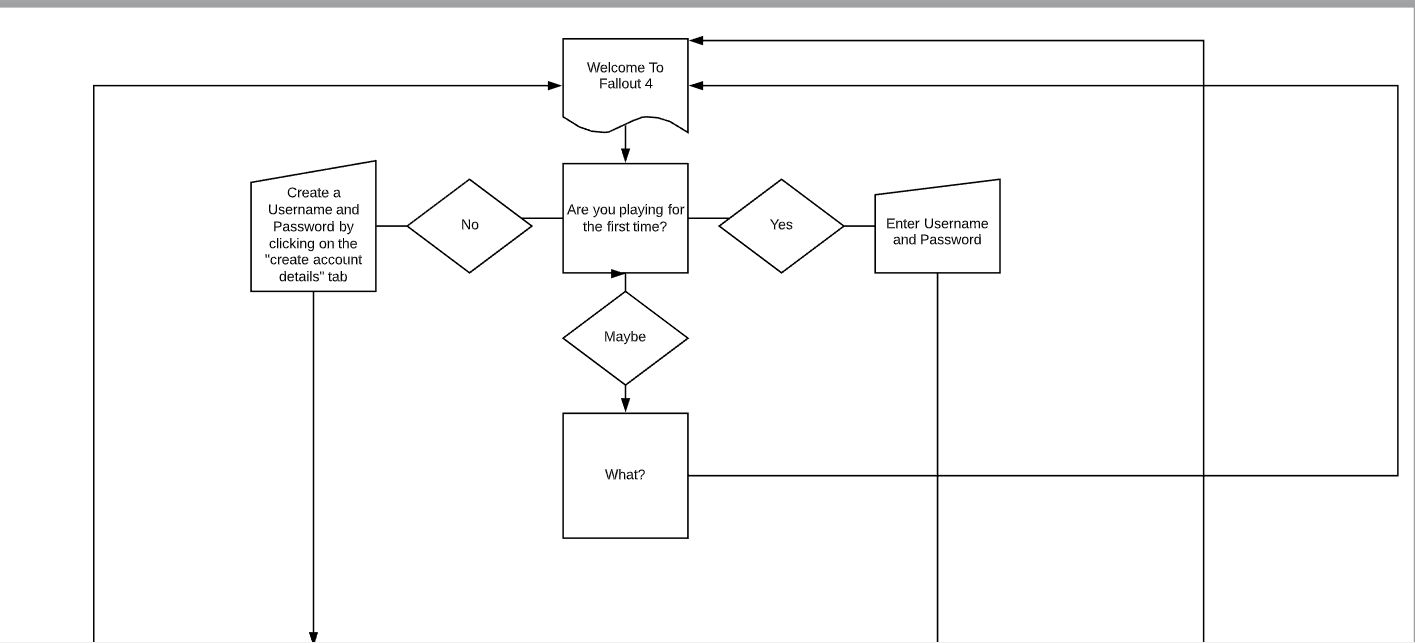 Welcome To
Fallout 4
Create a
Username and
Password by
clicking on the
"create account
details" tab
No
Are you playing for
the first time?
Yes
Enter Username
and Password
Maybe
What?